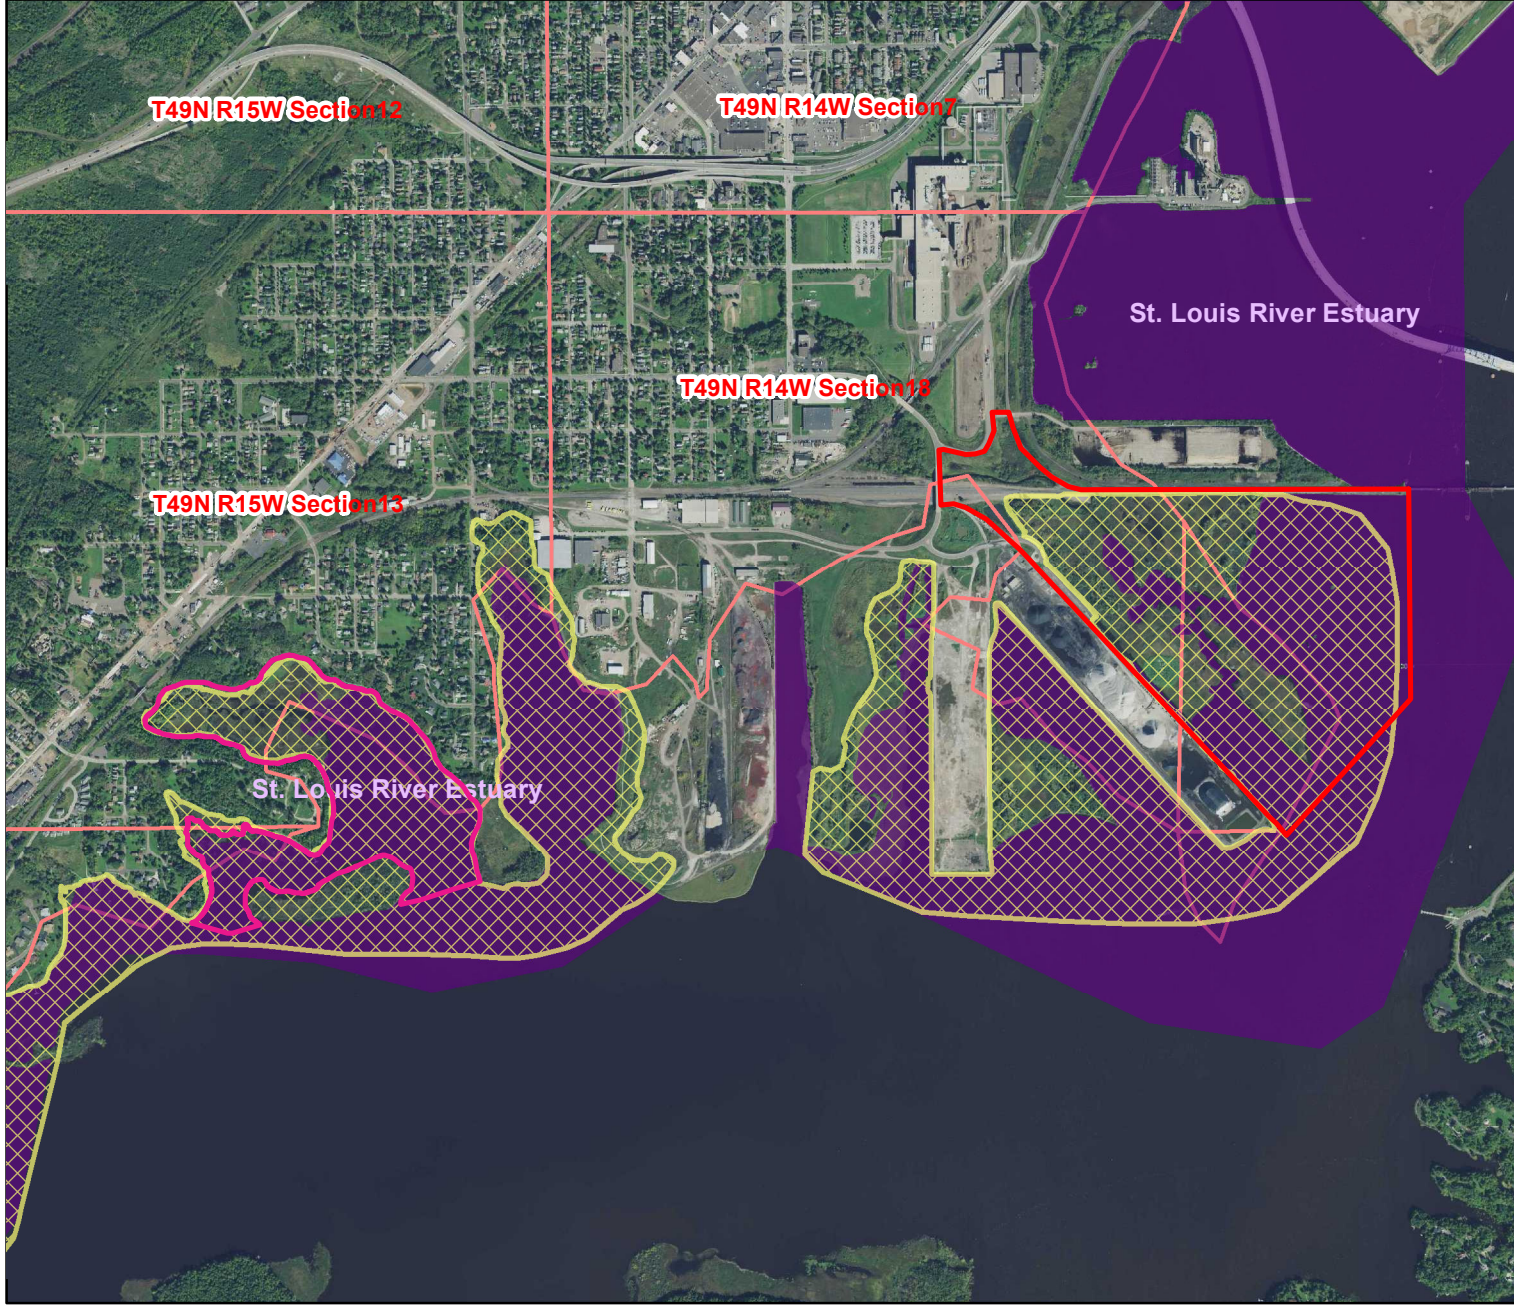 T49N R15W Section12
T49N R14W Section7
St. Louis River Estuary
T49N R14W Section18
T49N R15W Section13
St. Louis River Estuary